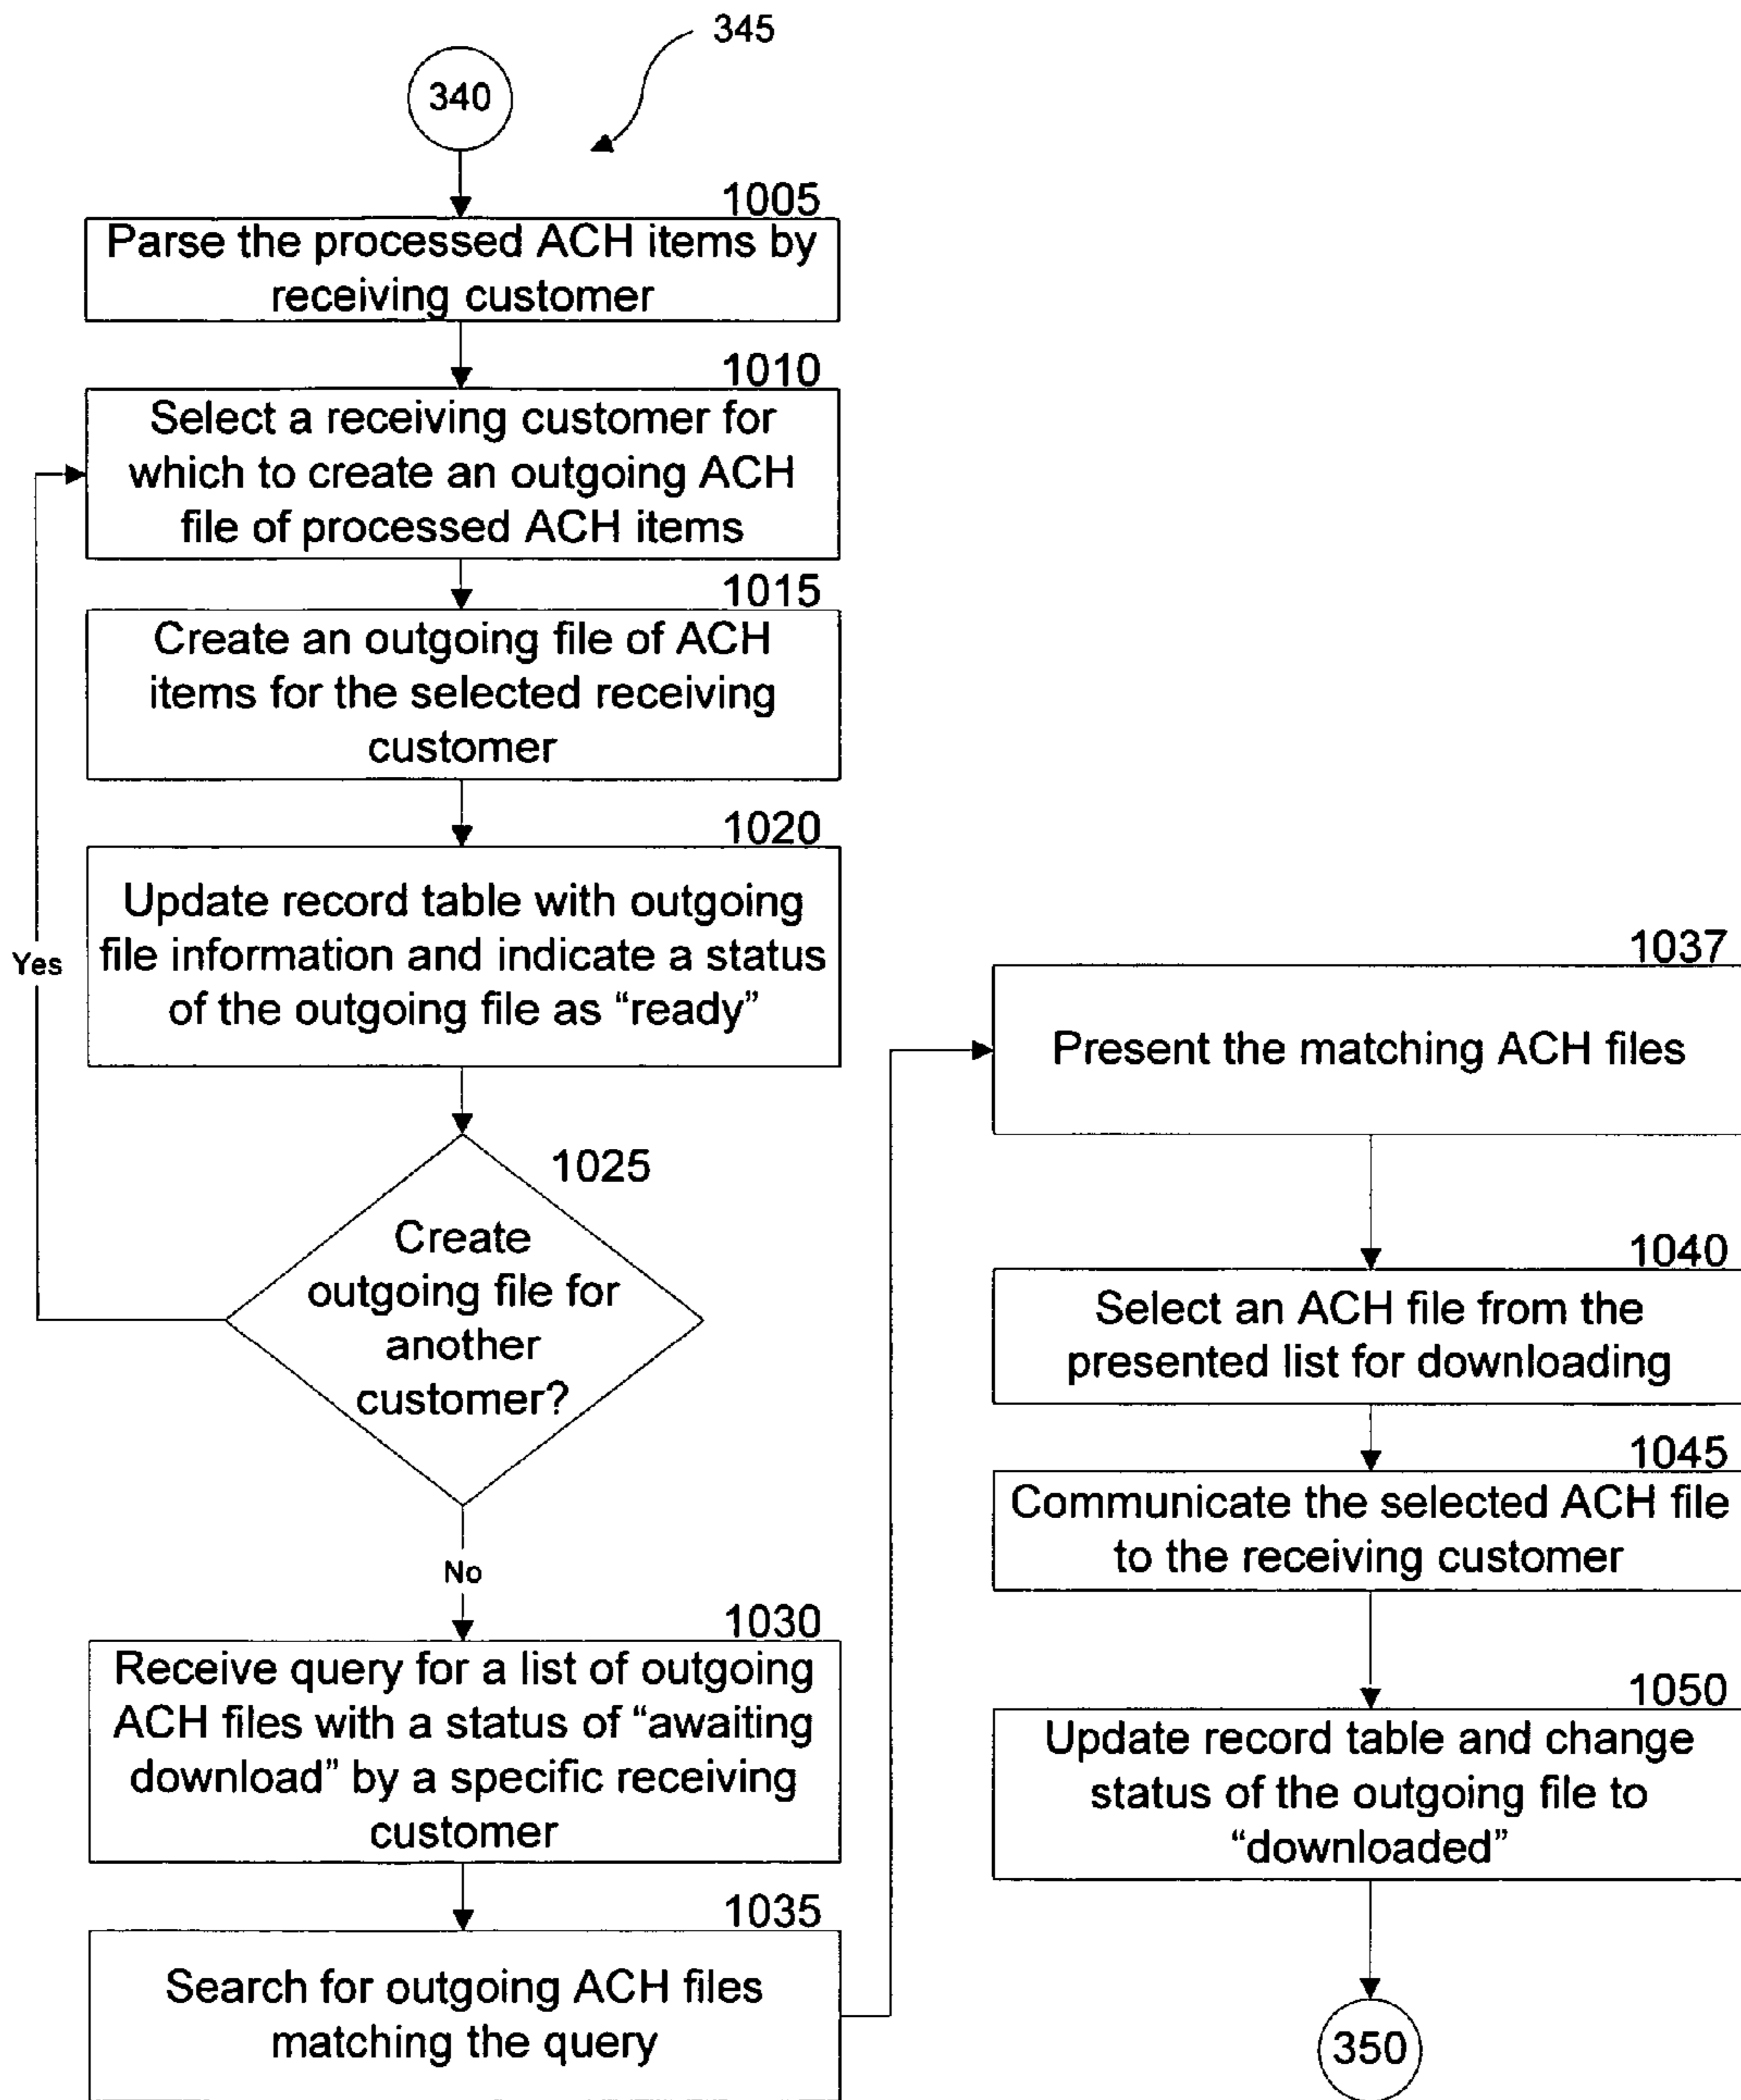 345
340
1005
Parse the processed ACH items by
receiving customer
1010
Select a receiving customer for
which to create an outgoing ACH
file of processed ACH items
1015
Create an outgoing file of ACH
items for the selected receiving
customer
1020
Update record table with outgoing
file information and indicate a status
of the outgoing file as “ready”
Yes
1025
Create
outgoing file for
another
customer?
No
1030
Receive query for a list of outgoing
ACH files with a status of “awaiting
download” by a specific receiving
customer
1035
Search for outgoing ACH files
matching the query
1037
Present the matching ACH files
1040
Select an ACH file from the
presented list for downloading
1045
Communicate the selected ACH file
to the receiving customer
1050
Update record table and change
status of the outgoing file to
“downloaded”
350